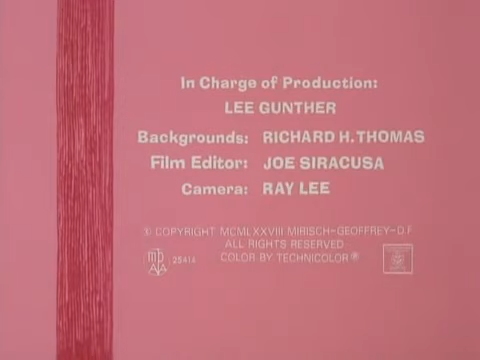 In Charge of Production:
LEE GUNTHER
Backgrounds: RICHARD H. THOMAS
Film Editor: JOE SIRACUSA
Camera: RAY LEE
© COPYRIGHT MCMLXXVIII MIRISCH-GEOFFREY-D.F.
ALL RIGHTS RESERVED
25414 COLOR BY TECHNICOLOR®